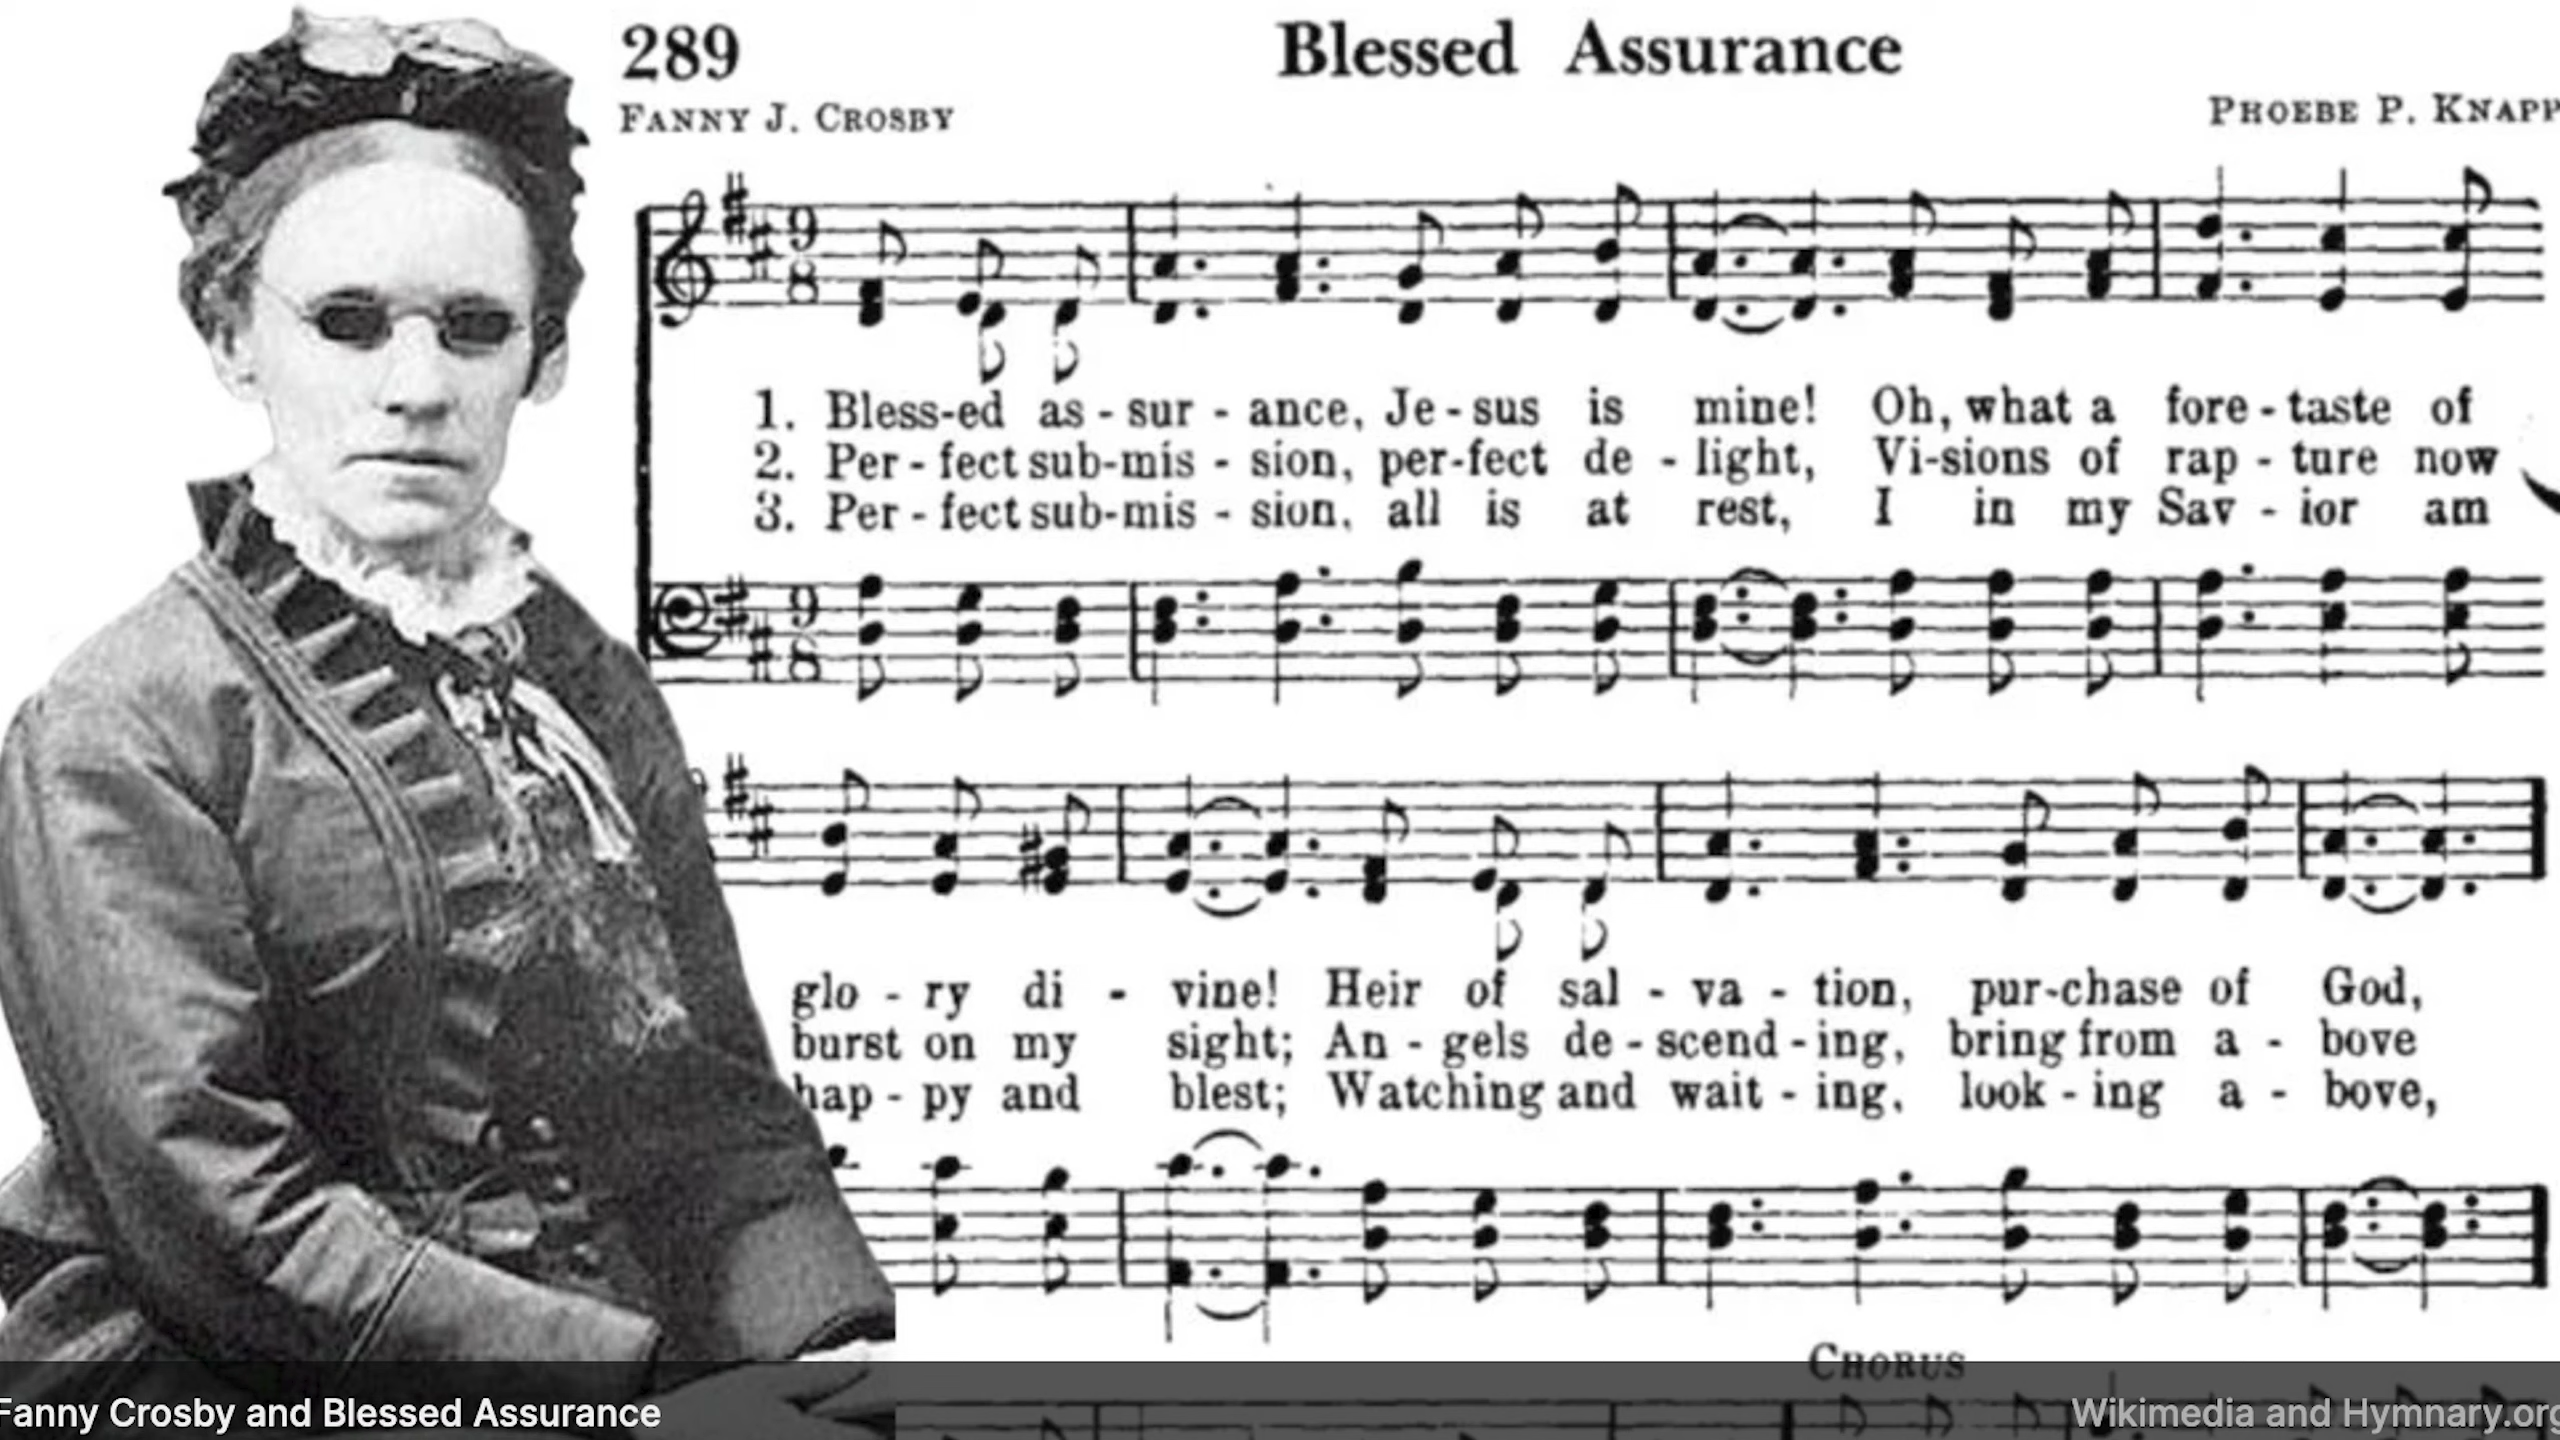 289
Blessed Assurance
FANNY J. CROSBY
PHOEBE P. KNAPP
9
8
1. Bless-ed as - sur - ance, Je - sus is mine! Oh, what a fore - taste of
2. Per - fect sub-mis - sion, per-fect de - light, Vi-sions of rap - ture now
3. Per - fect sub-mis - sion, all is at rest, I in my Sav - ior am
9
8
glo - ry di - vine! Heir of sal - va - tion, pur-chase of God,
burst on my sight; An - gels de - scend - ing, bring from a - bove
hap - py and blest; Watching and wait - ing, look - ing a - bove,
CHORUS
Fanny Crosby and Blessed Assurance
Wikimedia and Hymnary.org